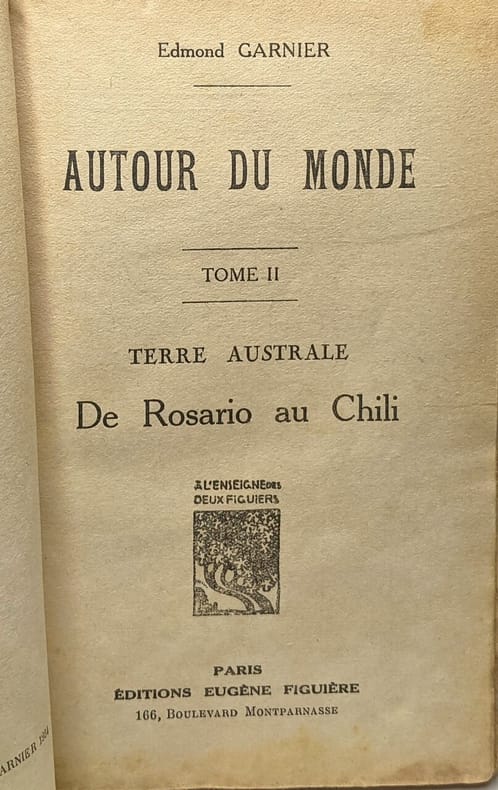 Edmond GARNIER
AUTOUR DU MONDE
TOME II
TERRE AUSTRALE
De Rosario au Chili
A L'ENSEIGNE DES
DEUX FIGUIERS
PARIS
ÉDITIONS EUGÈNE FIGUIÈRE
166, BOULEVARD MONTPARNASSE
ARNIER